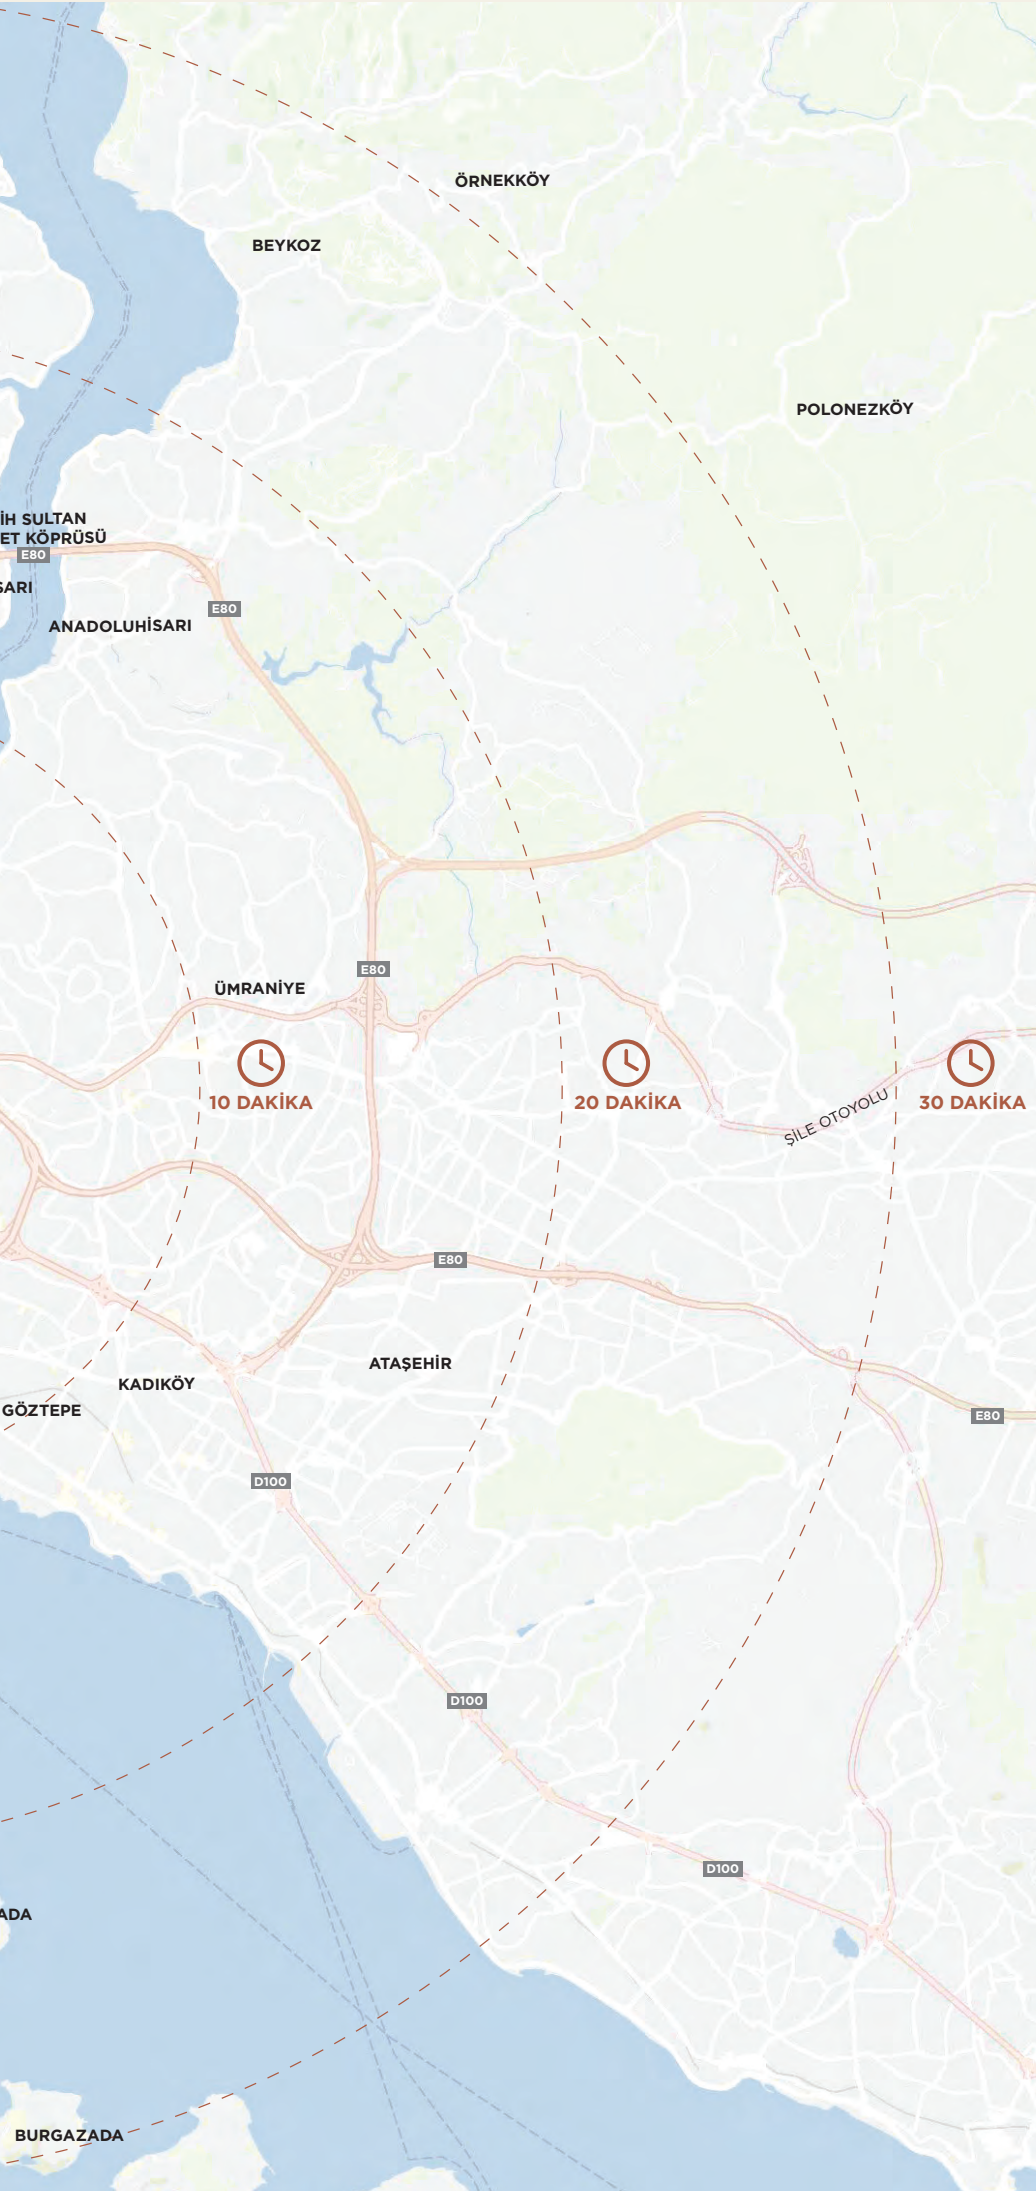 ÖRNEKKÖY
BEYKOZ
POLONEZKÖY
İH SULTAN
ET KÖPRÜSÜ
E80
SARI
E80
ANADOLUHİSARI
E80
ÜMRANİYE
10 DAKİKA
20 DAKİKA
30 DAKİKA
ŞİLE OTOYOLU
E80
ATAŞEHİR
KADIKÖY
GÖZTEPE
E80
D100
D100
D100
ADA
BURGAZADA